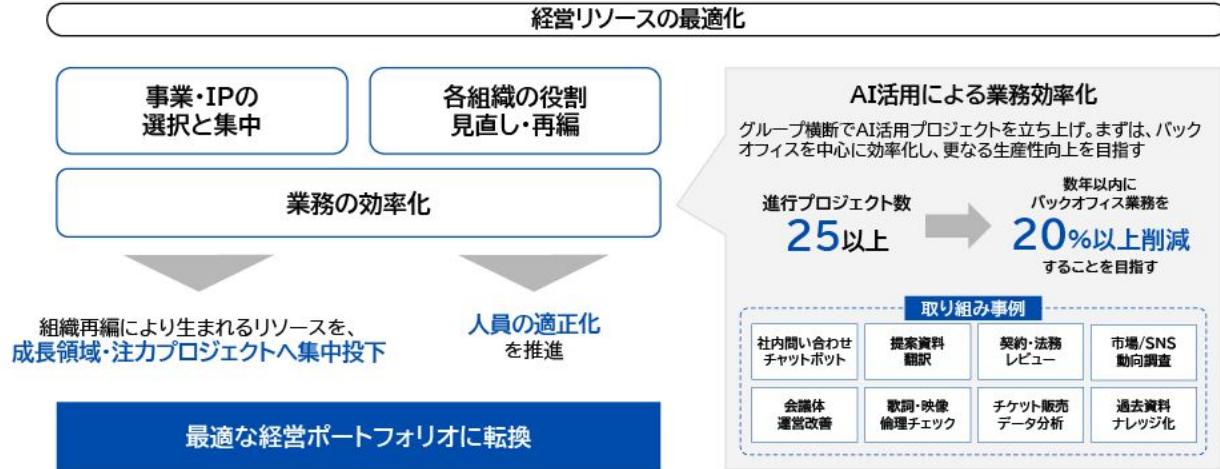 経営リソースの最適化
事業・IPの
選択と集中
各組織の役割
見直し・再編
業務の効率化
組織再編により生まれるリソースを、
成長領域・注力プロジェクトへ集中投下
人員の適正化
を推進
最適な経営ポートフォリオに転換
AI活用による業務効率化
グループ横断でAI活用プロジェクトを立ち上げ。まずは、バック
オフィスを中心に効率化し、更なる生産性向上を目指す
進行プロジェクト数
25以上
数年以内に
バックオフィス業務を
20%以上削減
することを目指す
取り組み事例
社内問い合わせ
チャットボット
提案資料
翻訳
契約・法務
レビュー
市場/SNS
動向調査
会議体
運営改善
歌詞・映像
倫理チェック
チケット販売
データ分析
過去資料
ナレッジ化